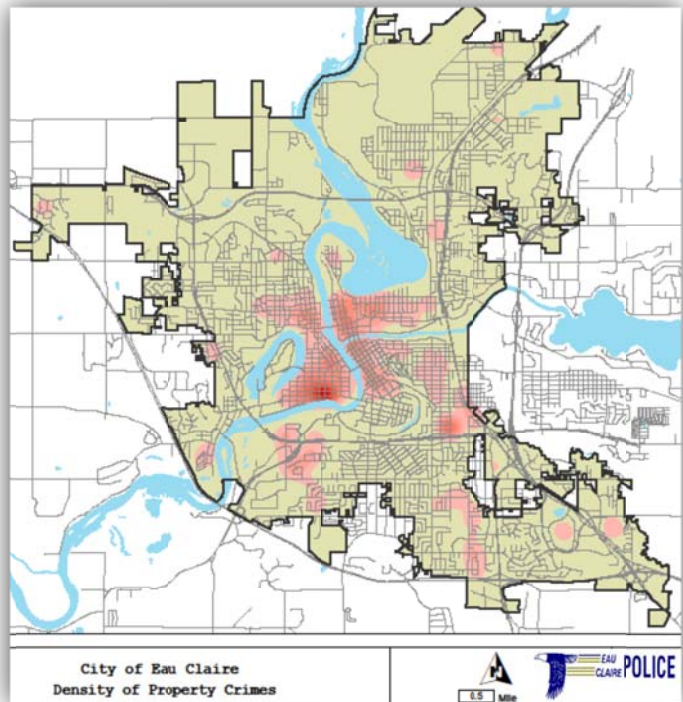 City of Eau Claire
Density of Property Crimes
N
0.5 Mile
EAU
CLAIRE POLICE